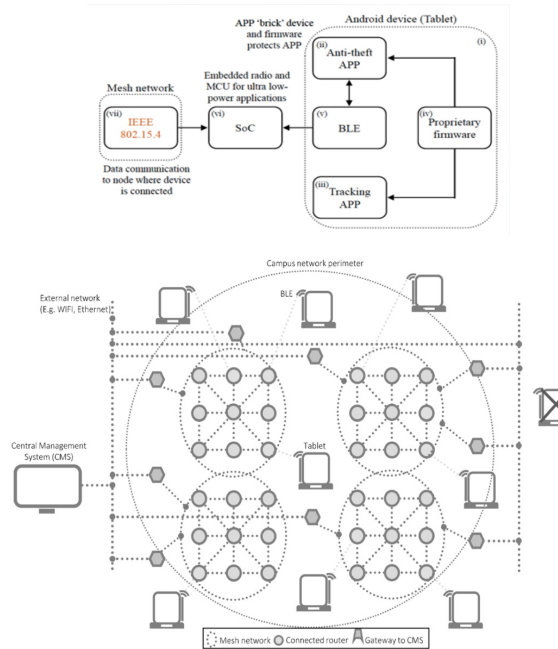 Android device (Tablet)
APP 'brick' device
and firmware
protects APP
(i)
(ii)
Anti-theft
APP
Mesh network
Embedded radio and
MCU for ultra low-
power applications
(vii)
IEEE
802.15.4
(vi)
SoC
(v)
BLE
(iv)
Proprietary
firmware
Data communication
to node where device
is connected
(iii)
Tracking
APP
Campus network perimeter
External network
(E.g. WIFI, Ethernet)
BLE
Central Management
System (CMS)
Tablet
Mesh network Connected router Gateway to CMS